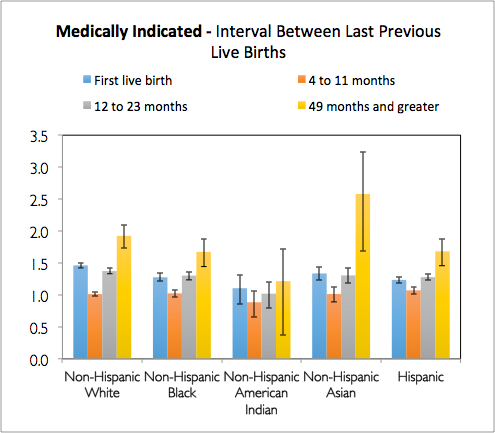 Medically Indicated - Interval Between Last Previous
Live Births
First live birth
4 to 11 months
12 to 23 months
49 months and greater
3.5
3.0
2.5
2.0
1.5
1.0
0.5
0.0
Non-Hispanic
White
Non-Hispanic
Black
Non-Hispanic
American
Indian
Non-Hispanic
Asian
Hispanic